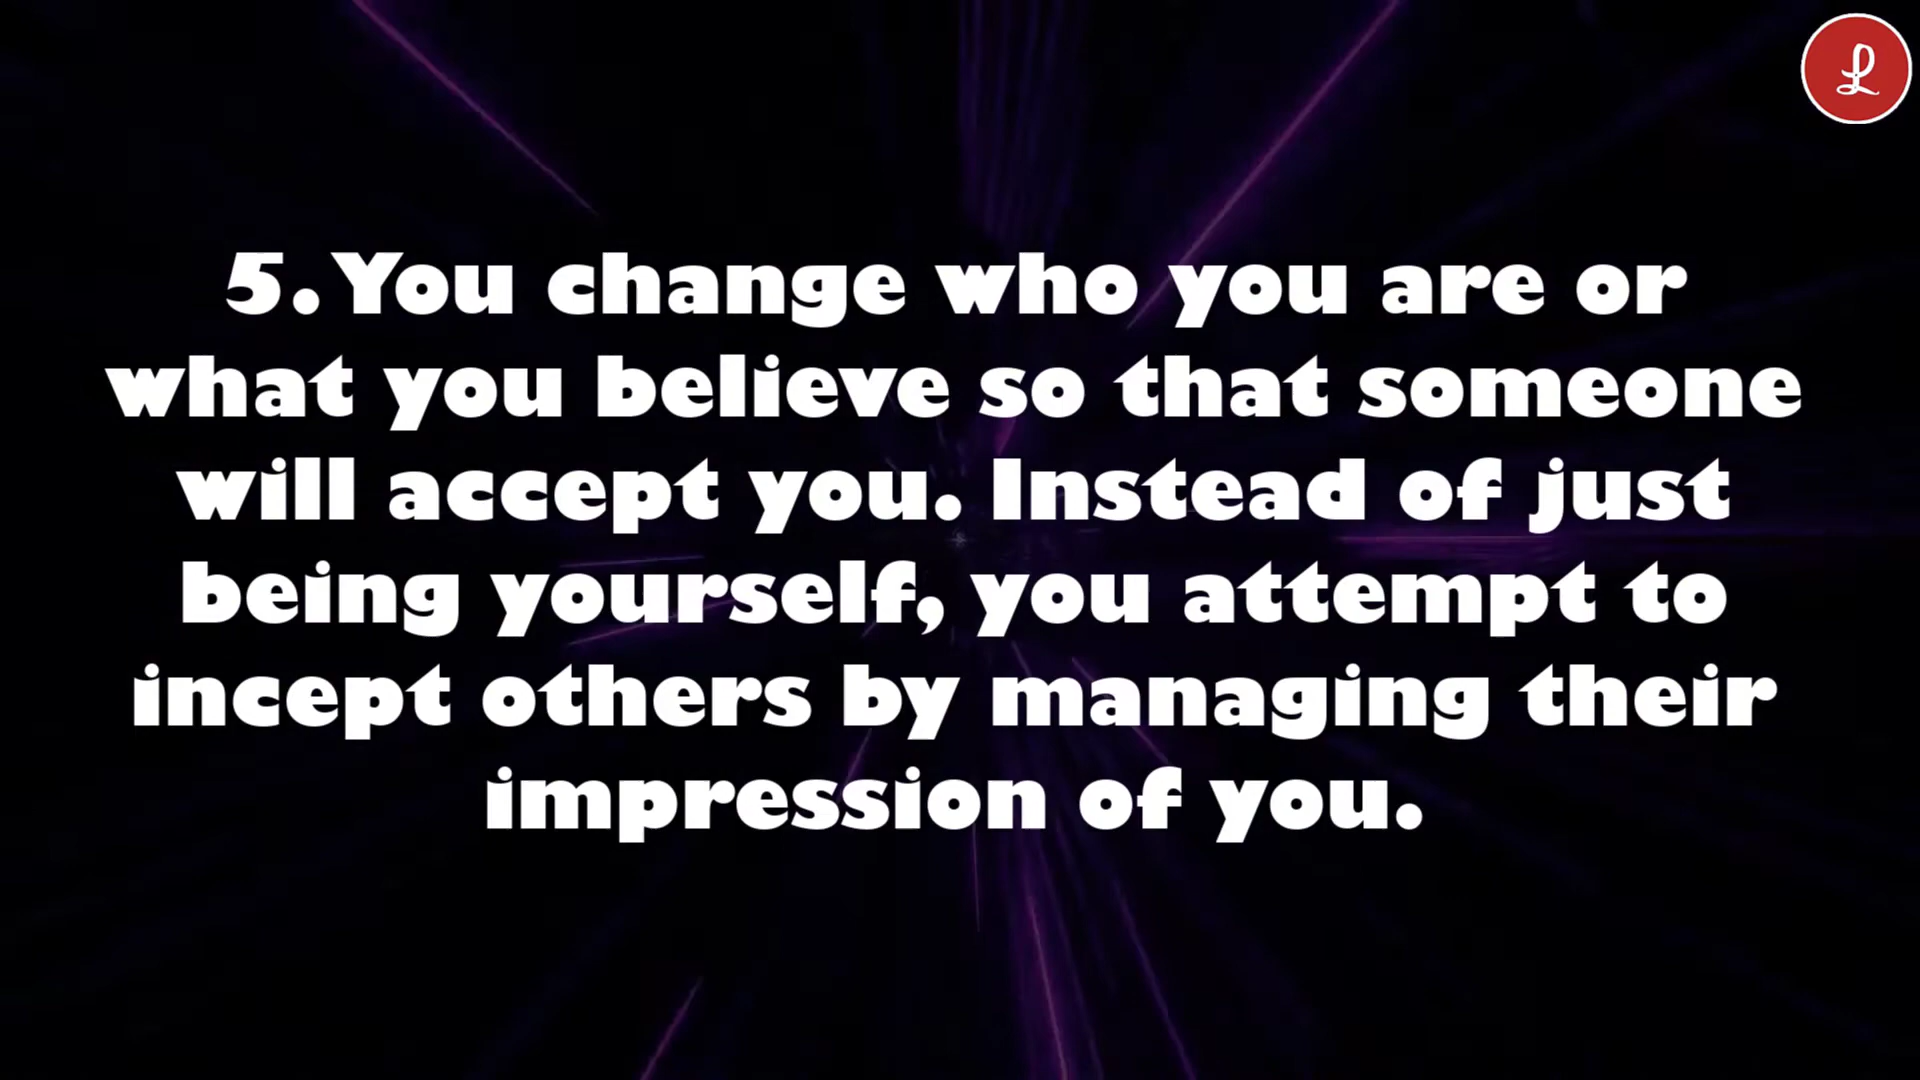 L
5. You change who you are or
what you believe so that someone
will accept you. Instead of just
being yourself, you attempt to
incept others by managing their
impression of you.